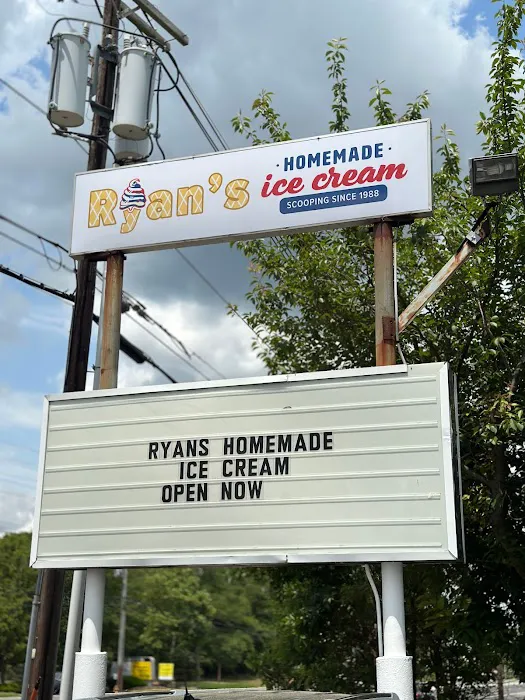 Ryan's
· HOMEMADE ·
ice cream
SCOOPING SINCE 1988
RYANS HOMEMADE
ICE CREAM
OPEN NOW